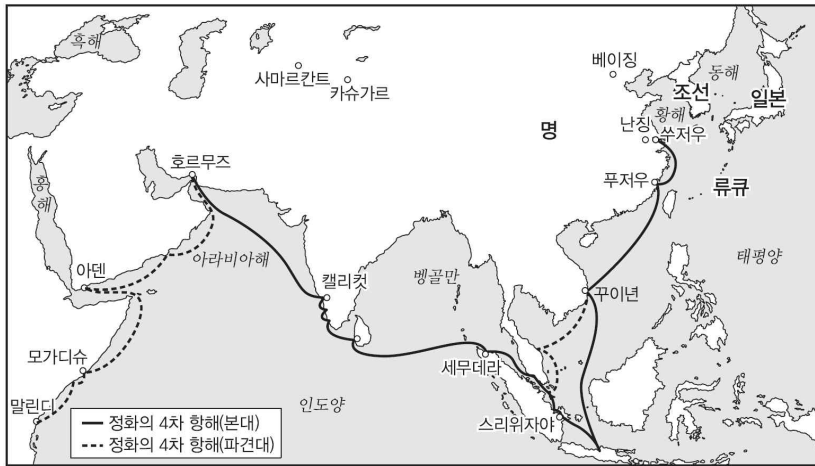 흑해
사마르칸트
카슈가르
베이징
동해
조선
일본
황해
난징
쑤저우
명
호르무즈
푸저우
류큐
홍해
아라비아해
벵골만
태평양
아덴
캘리컷
꾸이년
모가디슈
세무데라
말린디
인도양
스리위자야
정화의 4차 항해(본대)
정화의 4차 항해(파견대)